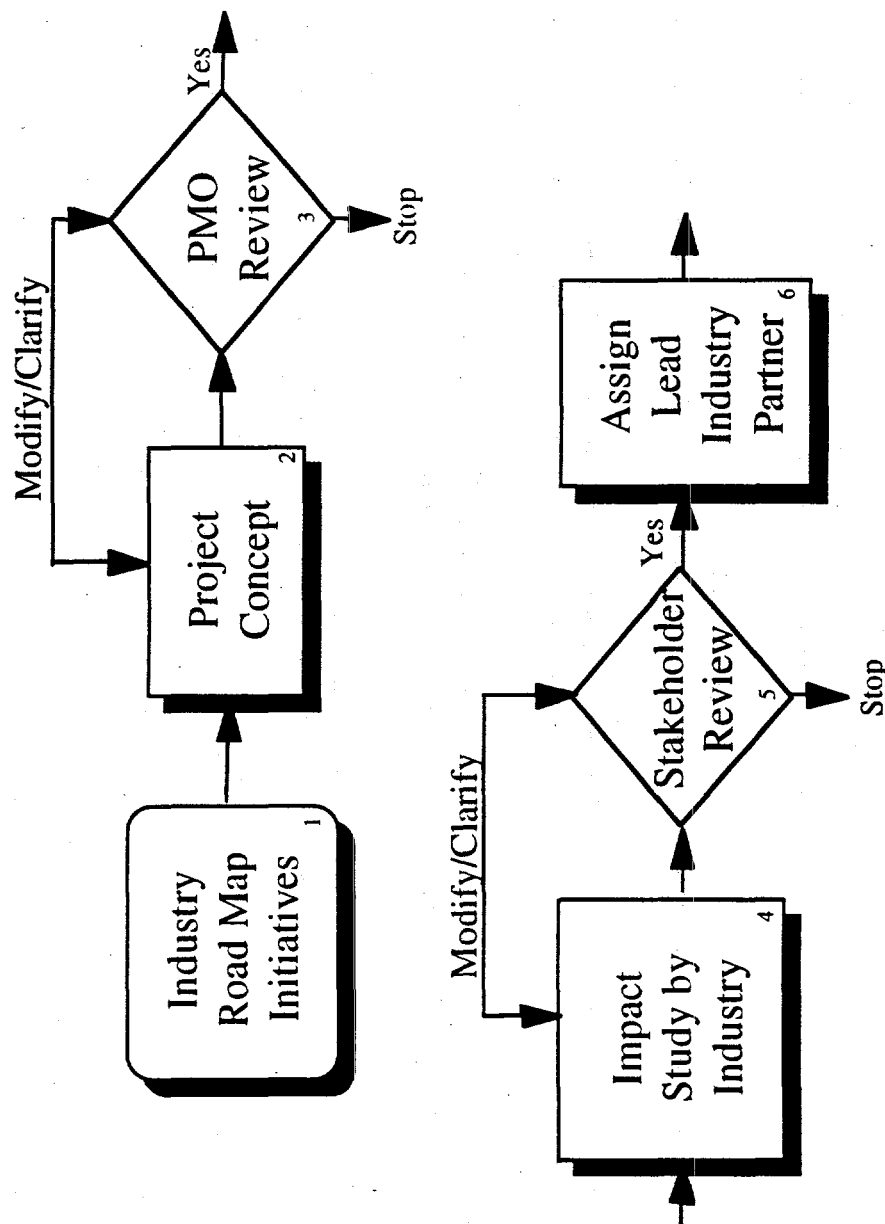 Industry
Road Map
Initiatives
1
Project
Concept
2
Modify/Clarify
PMO
Review
3
Yes
Stop
Impact
Study by
Industry
4
Modify/Clarify
Stakeholder
Review
5
Yes
Stop
Assign
Lead
Industry
Partner
6